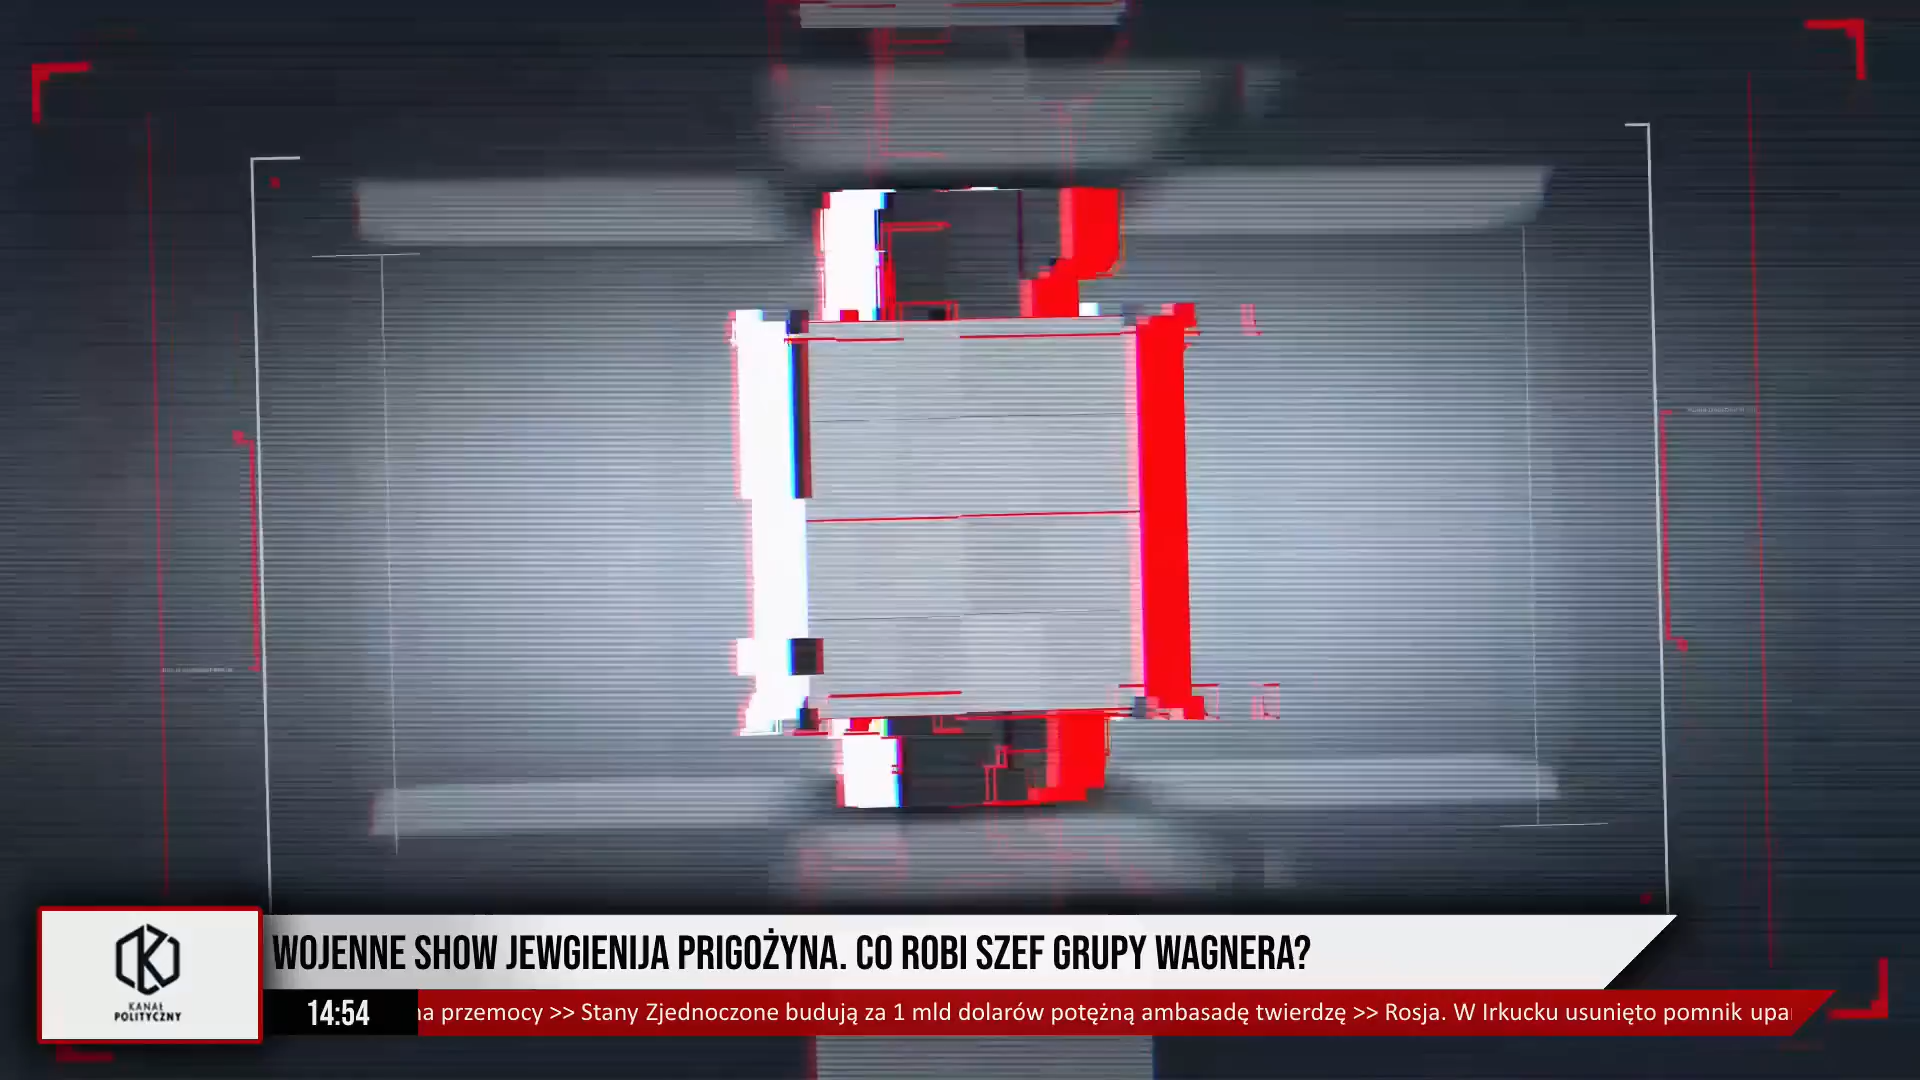 WOJENNE SHOW JEWGIENIJA PRIGOŻYNA. CO ROBI SZEF GRUPY WAGNERA?
KANAŁ
POLITYCZNY
14:54
na przemocy >> Stany Zjednoczone budują za 1 mld dolarów potężną ambasadę twierdzę >> Rosja. W Irkucku usunięto pomnik